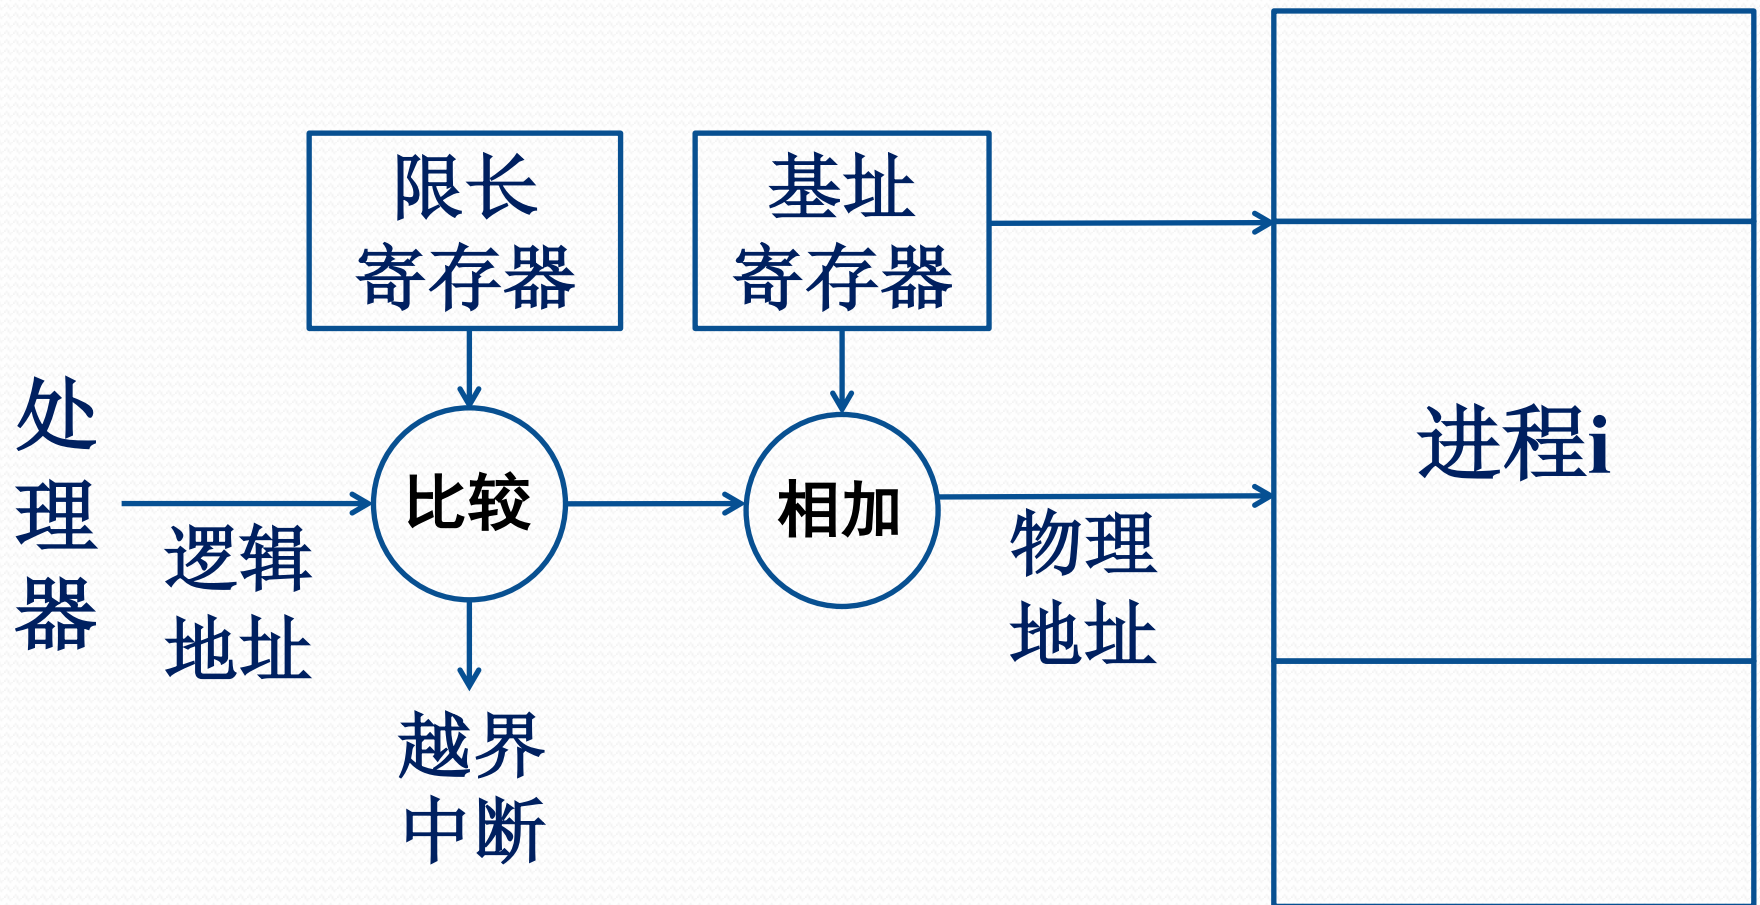 限长
寄存器
基址
寄存器
处
理
器
逻辑
地址
比较
相加
物理
地址
进程i
越界
中断